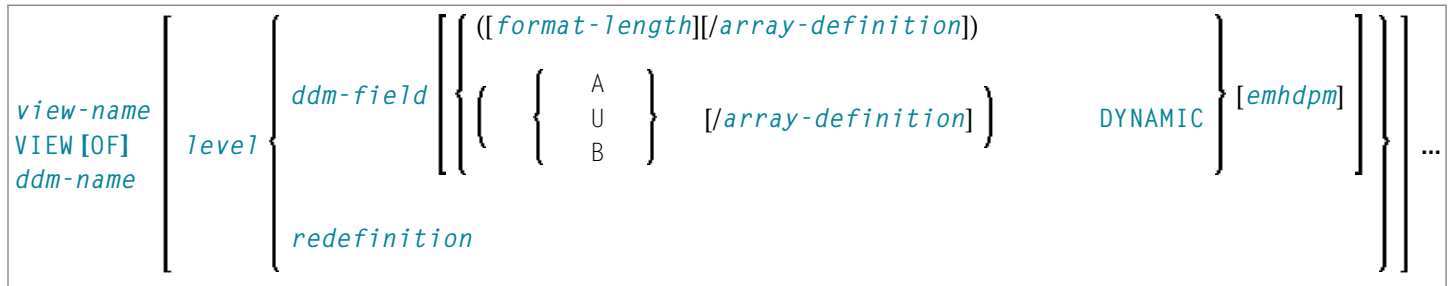 ([format-length][/array-definition])
view-name
VIEW [OF]
ddm-name
level
ddm-field
(
A
U
B
[/array-definition] )
DYNAMIC
[emhdpm]
...
redefinition